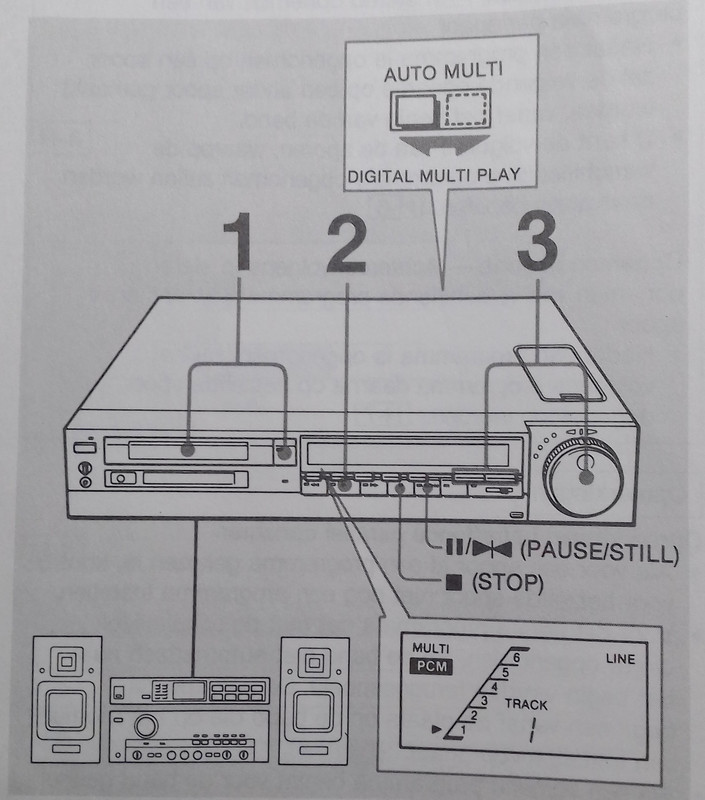 AUTO MULTI
DIGITAL MULTI PLAY
1
2
3
(PAUSE/STILL)
(STOP)
MULTI
PCM
LINE
6
5
4
3
2
1
TRACK
1